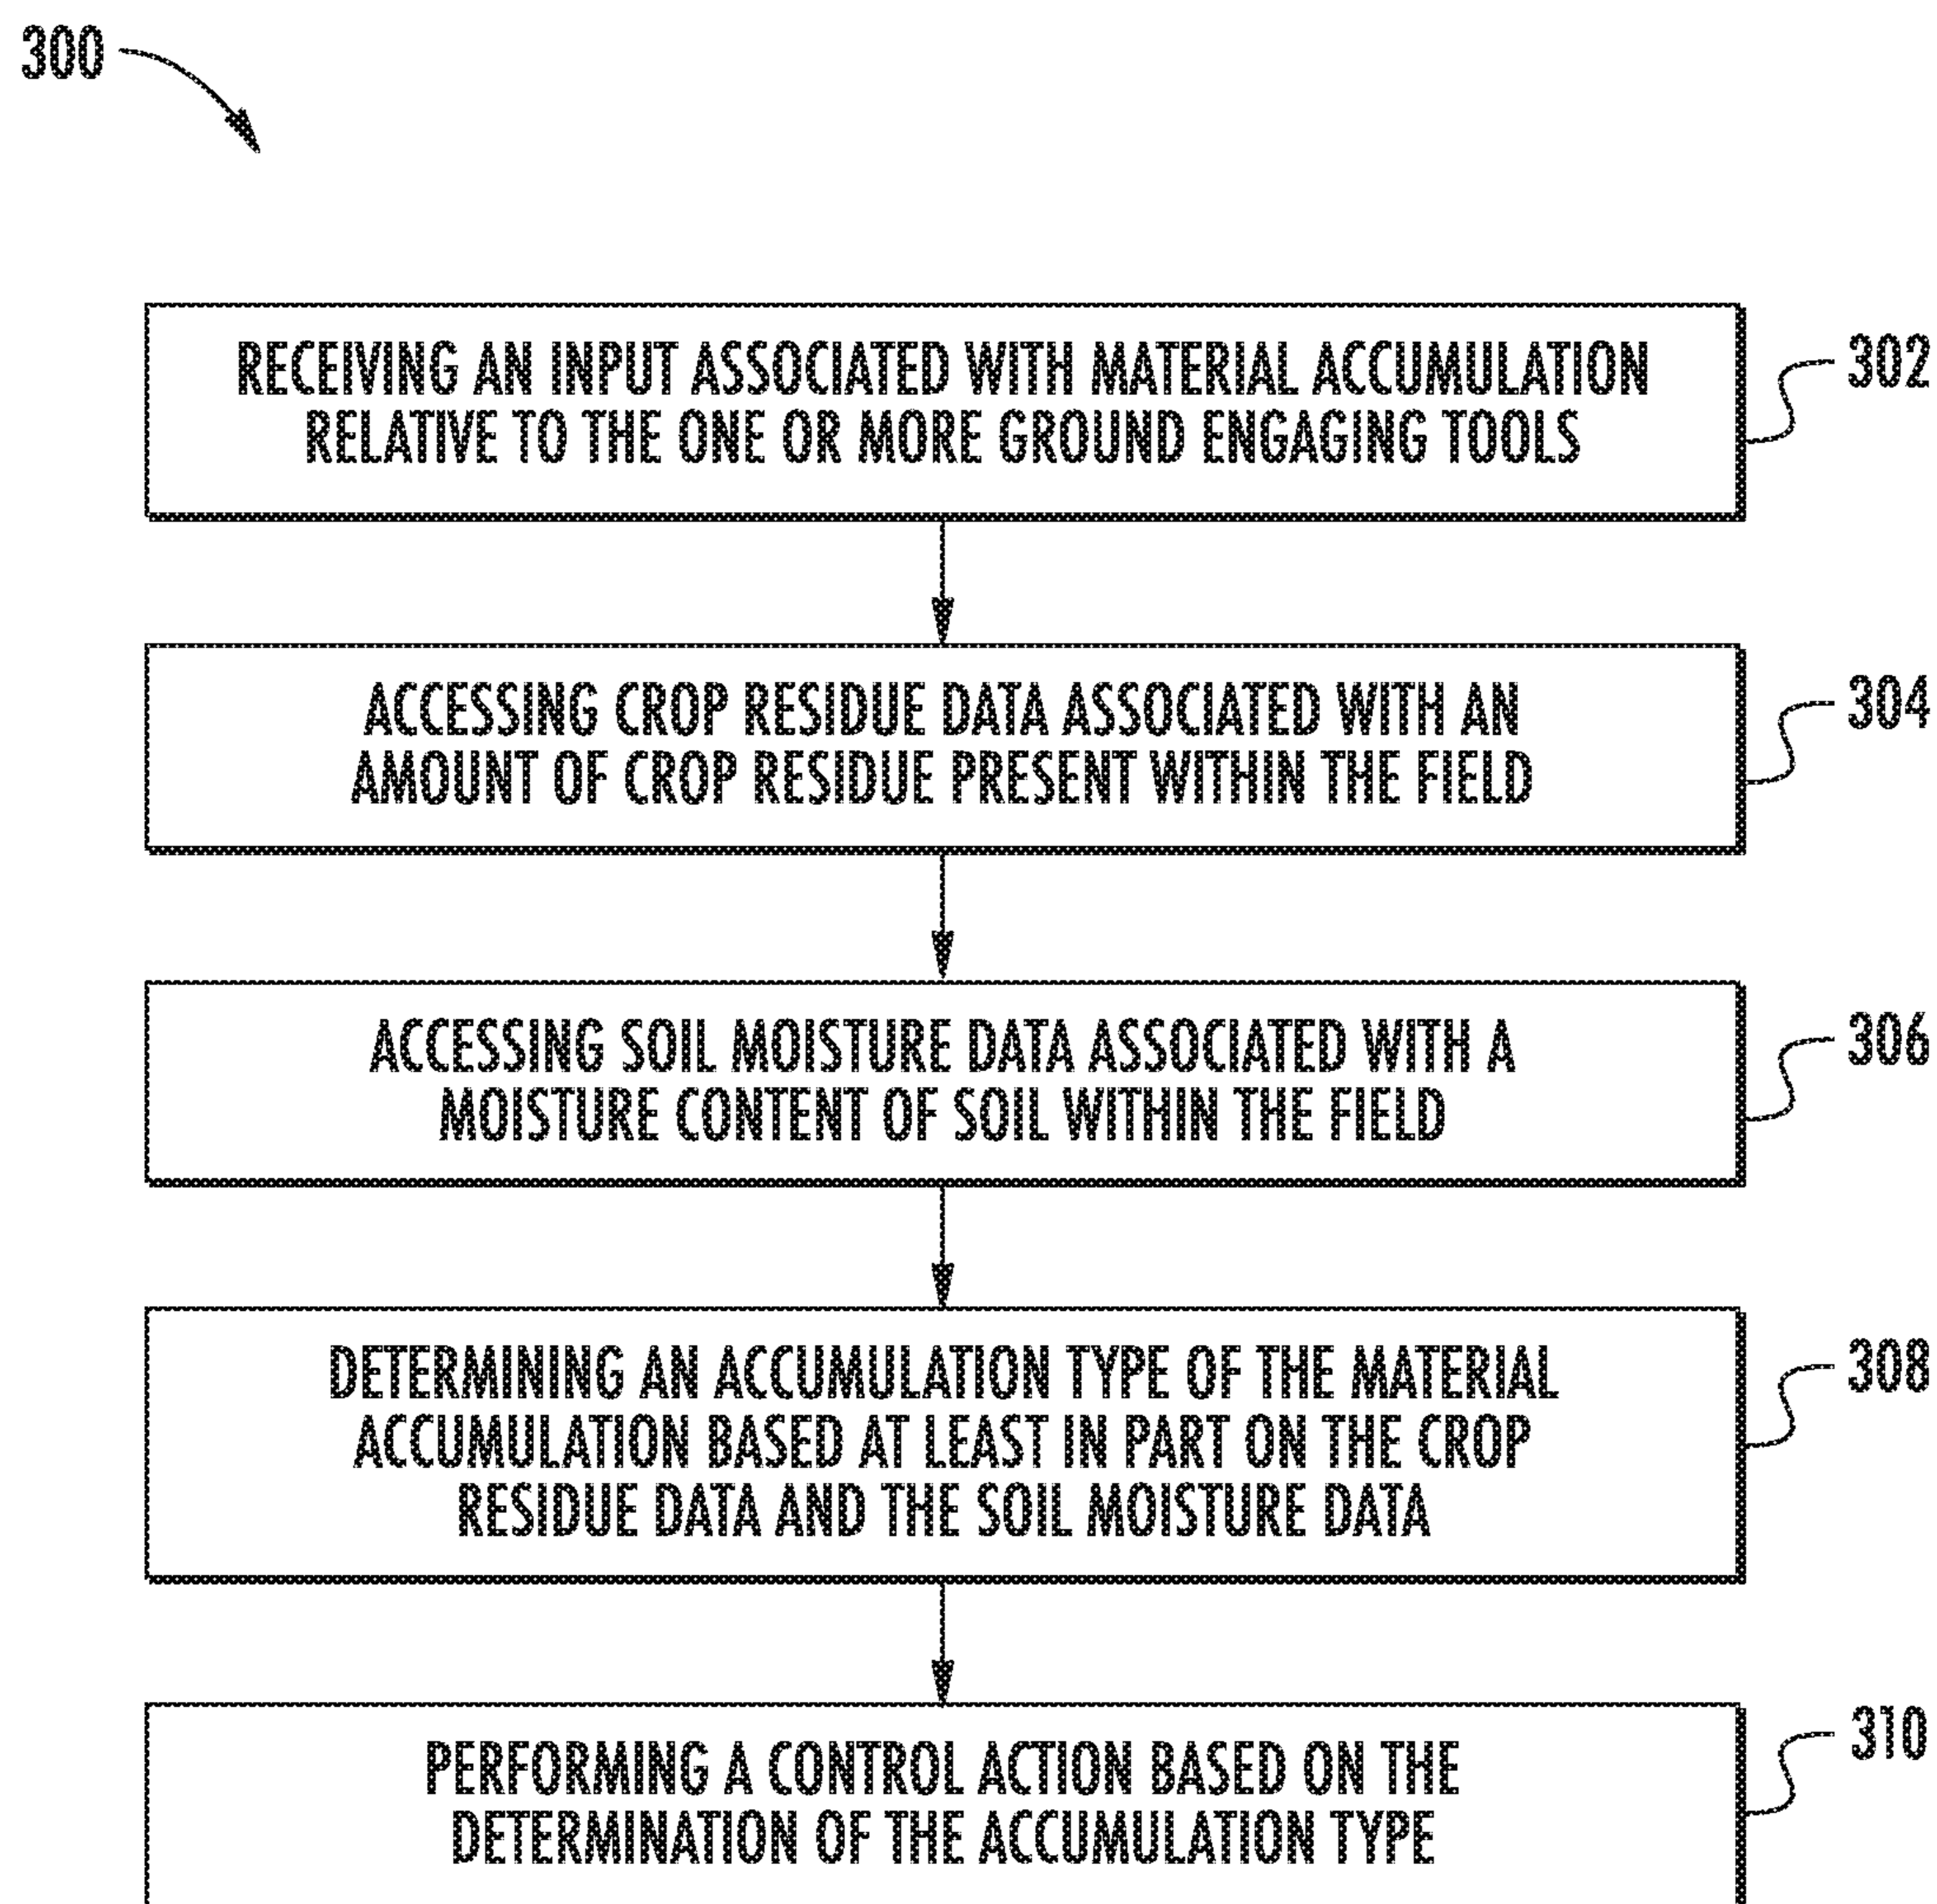 300
RECEIVING AN INPUT ASSOCIATED WITH MATERIAL ACCUMULATION
RELATIVE TO THE ONE OR MORE GROUND ENGAGING TOOLS
302
ACCESSING CROP RESIDUE DATA ASSOCIATED WITH AN
AMOUNT OF CROP RESIDUE PRESENT WITHIN THE FIELD
304
ACCESSING SOIL MOISTURE DATA ASSOCIATED WITH A
MOISTURE CONTENT OF SOIL WITHIN THE FIELD
306
DETERMINING AN ACCUMULATION TYPE OF THE MATERIAL
ACCUMULATION BASED AT LEAST IN PART ON THE CROP
RESIDUE DATA AND THE SOIL MOISTURE DATA
308
PERFORMING A CONTROL ACTION BASED ON THE
DETERMINATION OF THE ACCUMULATION TYPE
310